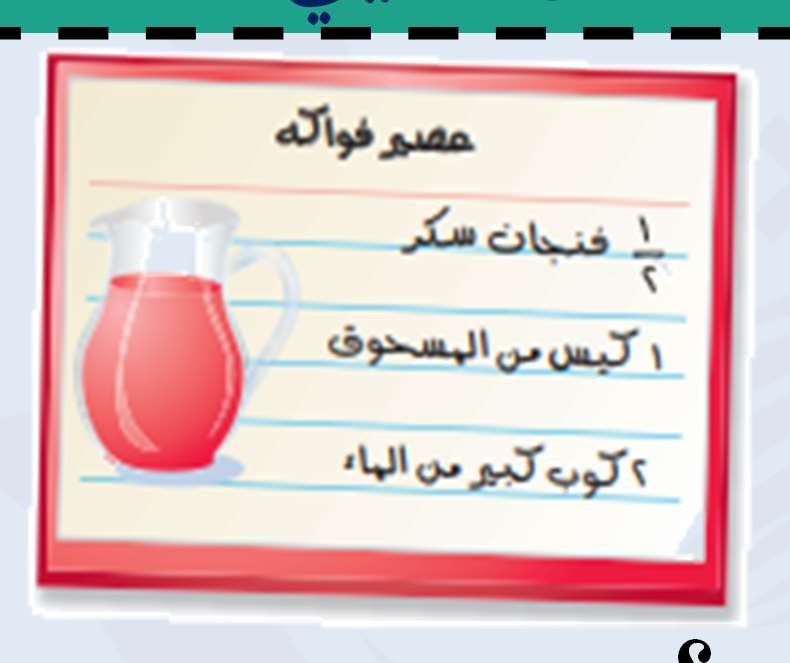 عصير فواكه
١/٢ فنجان سكر
١ كيس من المسحوق
٢ كوب كبير من الماء